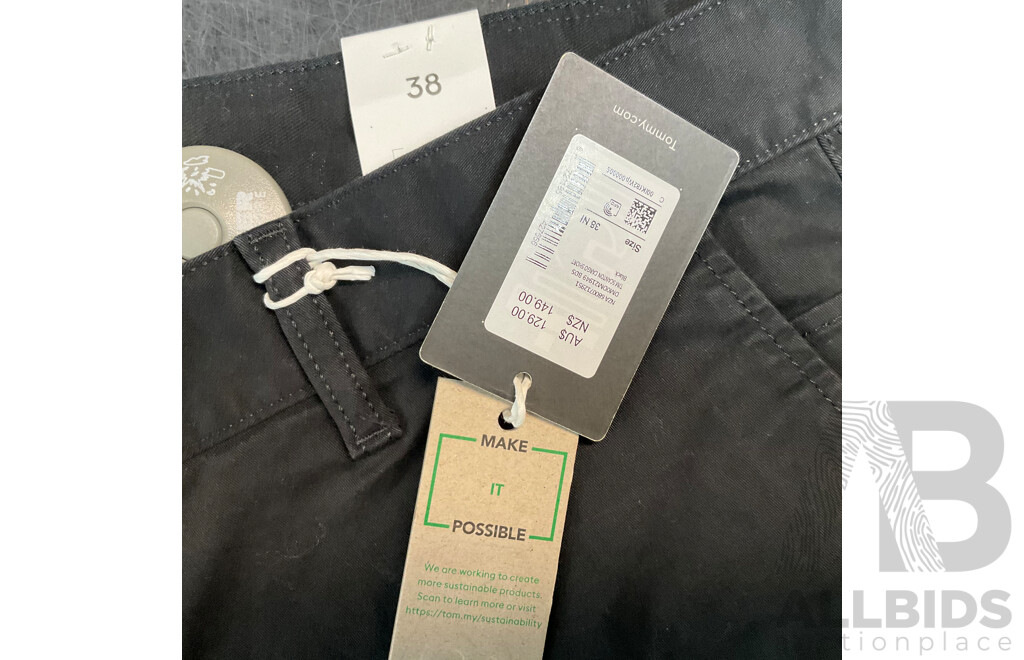 38
Tommy.com
Size
38 NI
Black
AU$ NZ$
129.00 149.00
MAKE
IT
POSSIBLE
We are working to create
more sustainable products.
Scan to learn more or visit
https://tom.my/sustainability
ALLBIDS